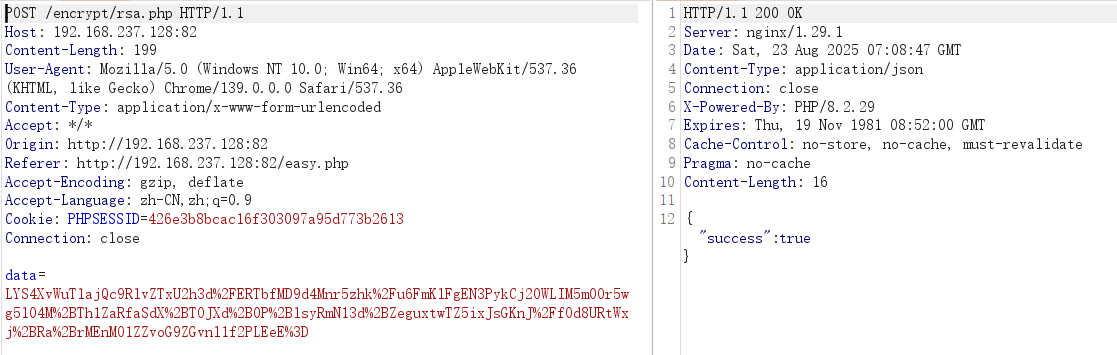 POST /encrypt/rsa.php HTTP/1.1
Host: 192.168.237.128:82
Content-Length: 199
User-Agent: Mozilla/5.0 (Windows NT 10.0; Win64; x64) AppleWebKit/537.36
(KHTML, like Gecko) Chrome/139.0.0.0 Safari/537.36
Content-Type: application/x-www-form-urlencoded
Accept: */*
Origin: http://192.168.237.128:82
Referer: http://192.168.237.128:82/easy.php
Accept-Encoding: gzip, deflate
Accept-Language: zh-CN,zh;q=0.9
Cookie: PHPSESSID=426e3b8bcac16f303097a95d773b2613
Connection: close
data=
LYS4XvWuTlajQc9RlvZTxU2h3d%2FERTbfMD9d4Mnr5zhk%2Fu6FmKlFgEN3PykCj20WLIM5m00r5w
g5l04M%2BTh1ZaRfaSdX%2BT0JXd%2B0P%2BlsyRmN13d%2BZeguxtwTZ5ixJsGKnJ%2Ff0d8URtWx
j%2BRa%2BrMEnM01ZZvoG9ZGvnl1f2PLEeE%3D
1 HTTP/1.1 200 OK
2 Server: nginx/1.29.1
3 Date: Sat, 23 Aug 2025 07:08:47 GMT
4 Content-Type: application/json
5 Connection: close
6 X-Powered-By: PHP/8.2.29
7 Expires: Thu, 19 Nov 1981 08:52:00 GMT
8 Cache-Control: no-store, no-cache, must-revalidate
9 Pragma: no-cache
10 Content-Length: 16
11
12 {
"success":true
}